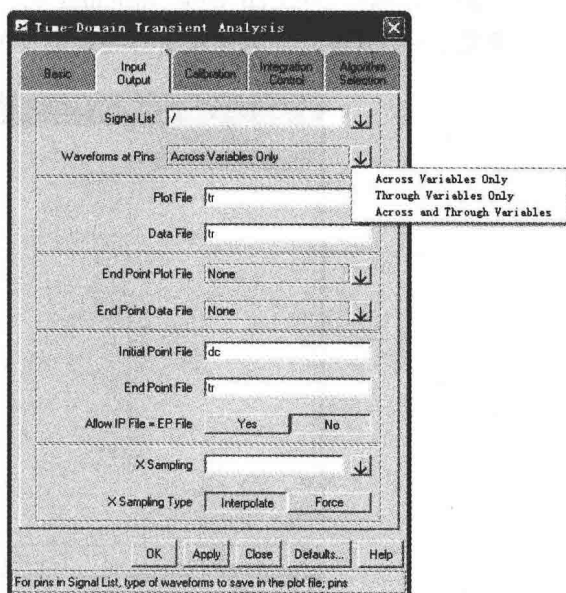 Time-Domain Transient Analysis
Basic
Input Output
Calibration
Integration Control
Algorithm Selection
Signal List /
Waveforms at Pins Across Variables Only
Across Variables Only
Through Variables Only
Across and Through Variables
Plot File tr
Data File tr
End Point Plot File None
End Point Data File None
Initial Point File dc
End Point File tr
Allow IP File = EP File Yes No
X Sampling
X Sampling Type Interpolate Force
OK Apply Close Defaults... Help
For pins in Signal List, type of waveforms to save in the plot file; pins